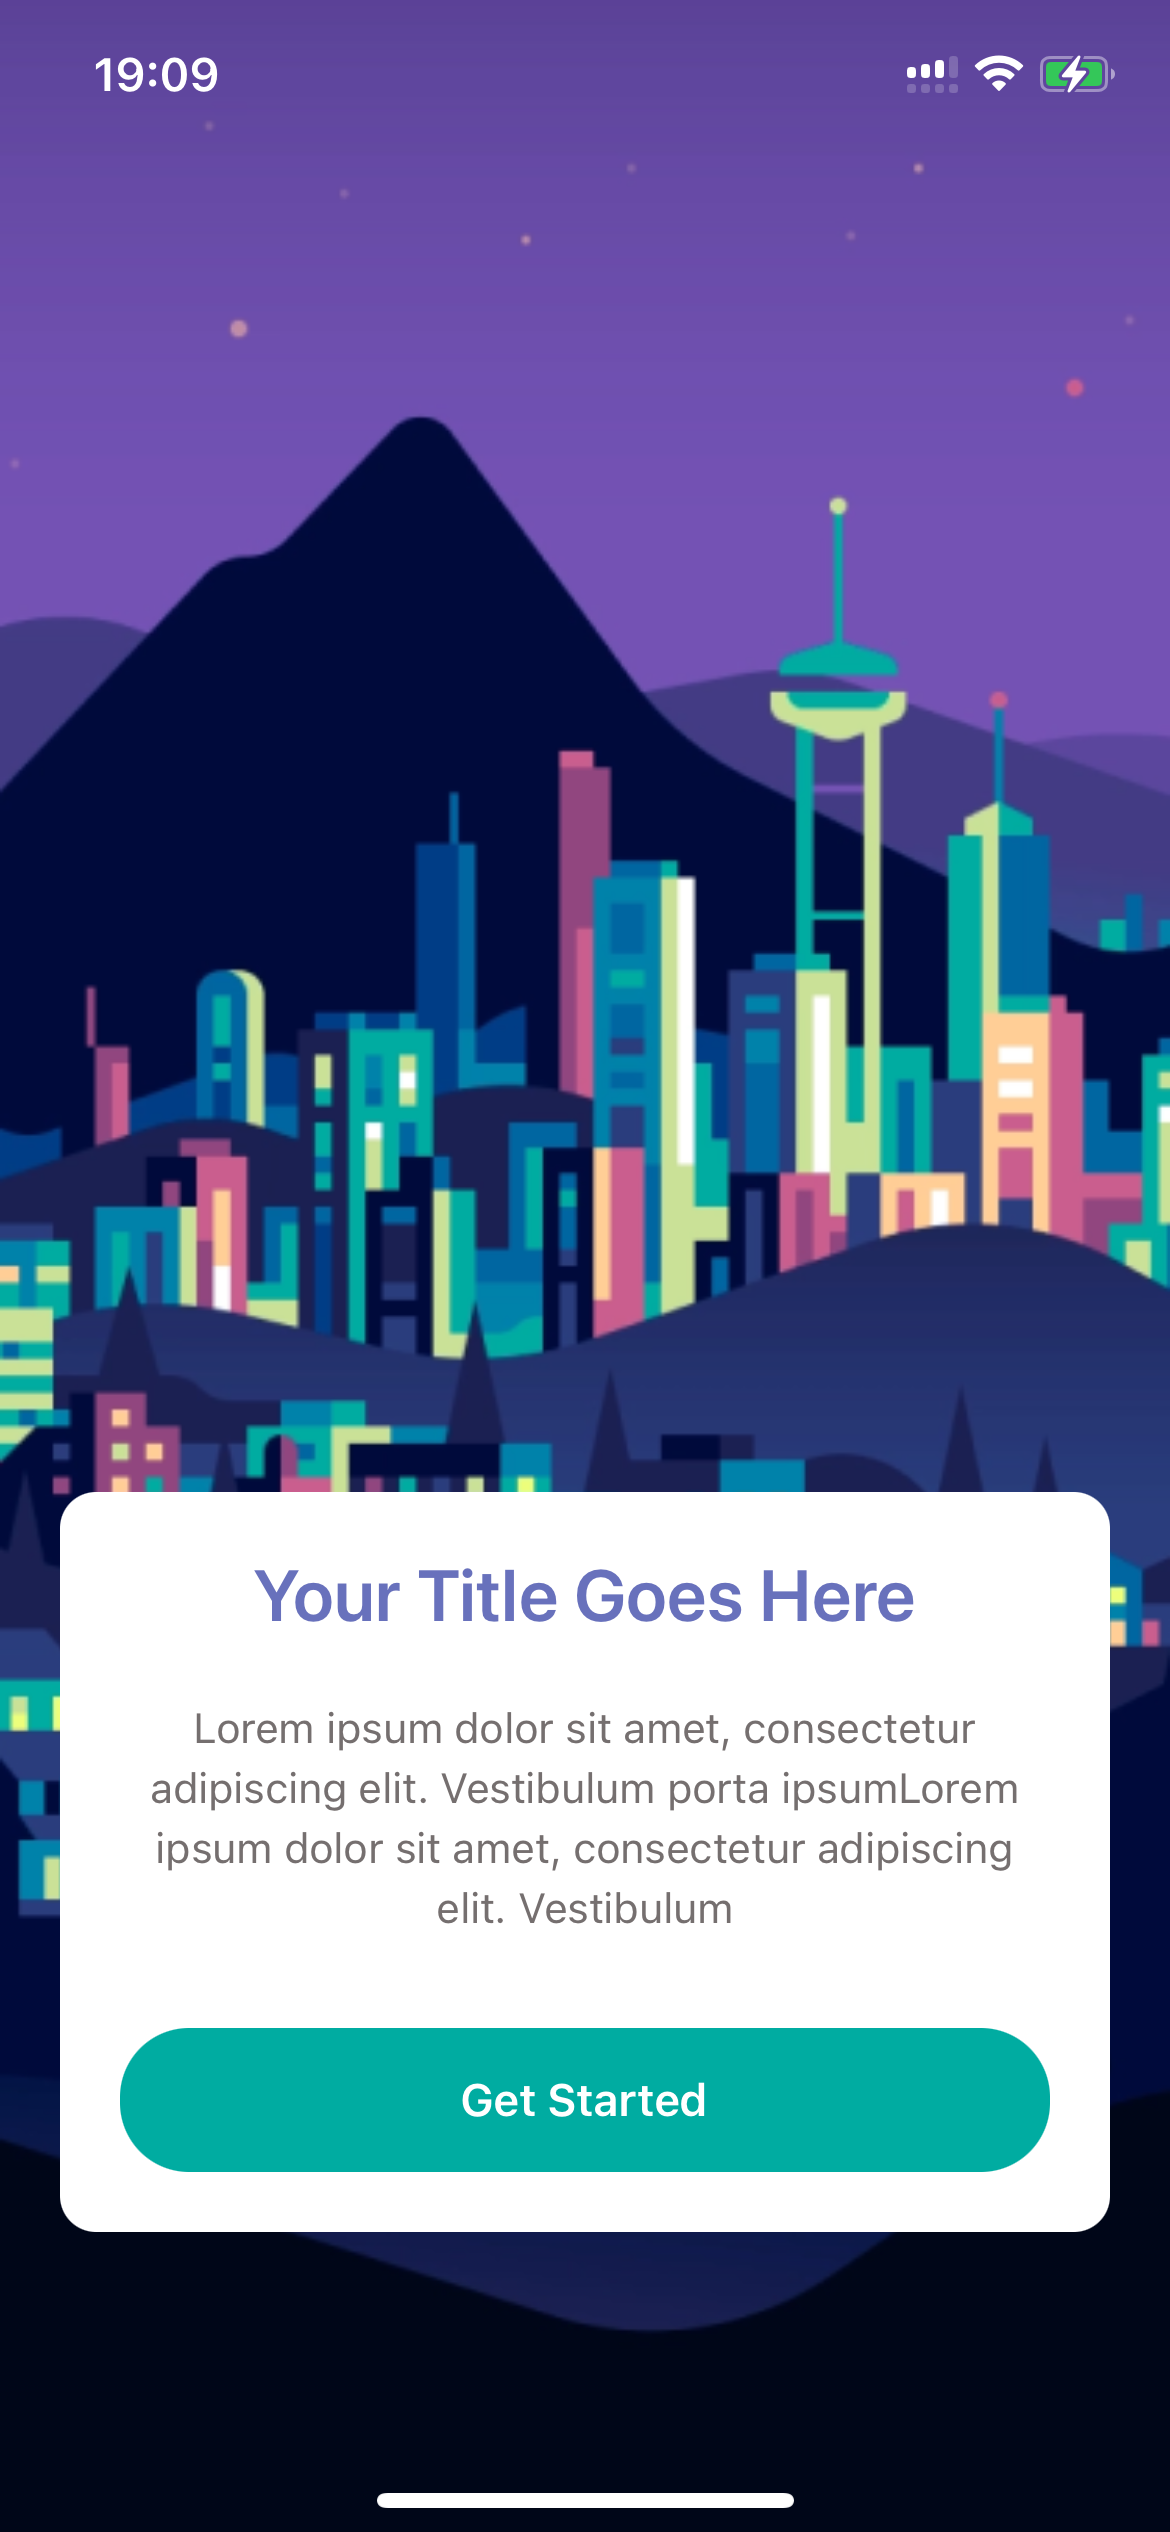 19:09
Your Title Goes Here
Lorem ipsum dolor sit amet, consectetur
adipiscing elit. Vestibulum porta ipsumLorem
ipsum dolor sit amet, consectetur adipiscing
elit. Vestibulum
Get Started